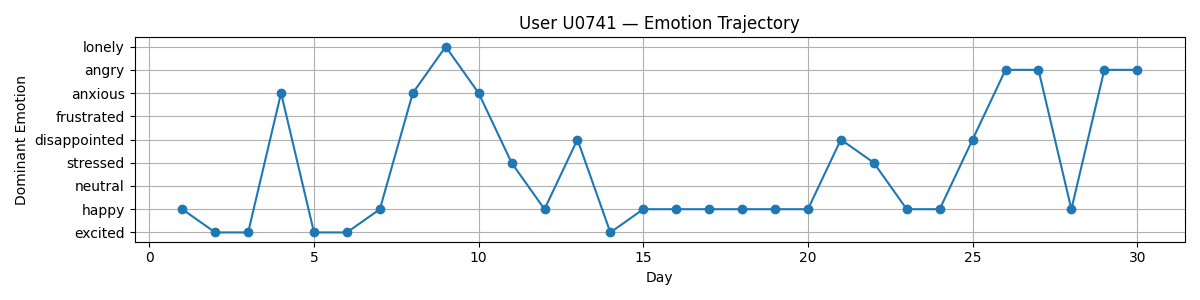 User U0741 — Emotion Trajectory
Dominant Emotion
lonely
angry
anxious
frustrated
disappointed
stressed
neutral
happy
excited
0 5 10 15 20 25 30
Day